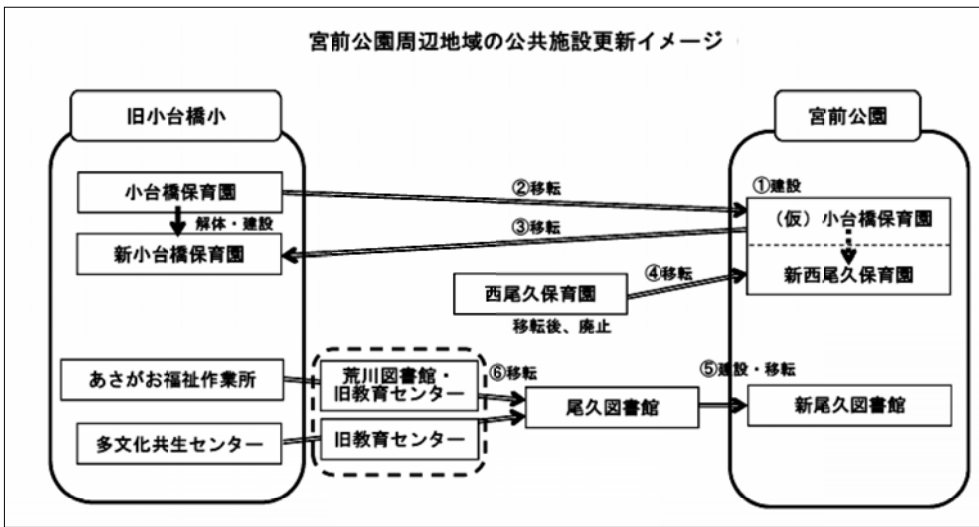 宮前公園周辺地域の公共施設更新イメージ
旧小台橋小
宮前公園
小台橋保育園
②移転
①建設
解体・建設
③移転
(仮)小台橋保育園
新小台橋保育園
④移転
新西尾久保育園
西尾久保育園
移転後、廃止
あさがお福祉作業所
荒川図書館・
旧教育センター
⑥移転
⑤建設・移転
尾久図書館
新尾久図書館
多文化共生センター
旧教育センター